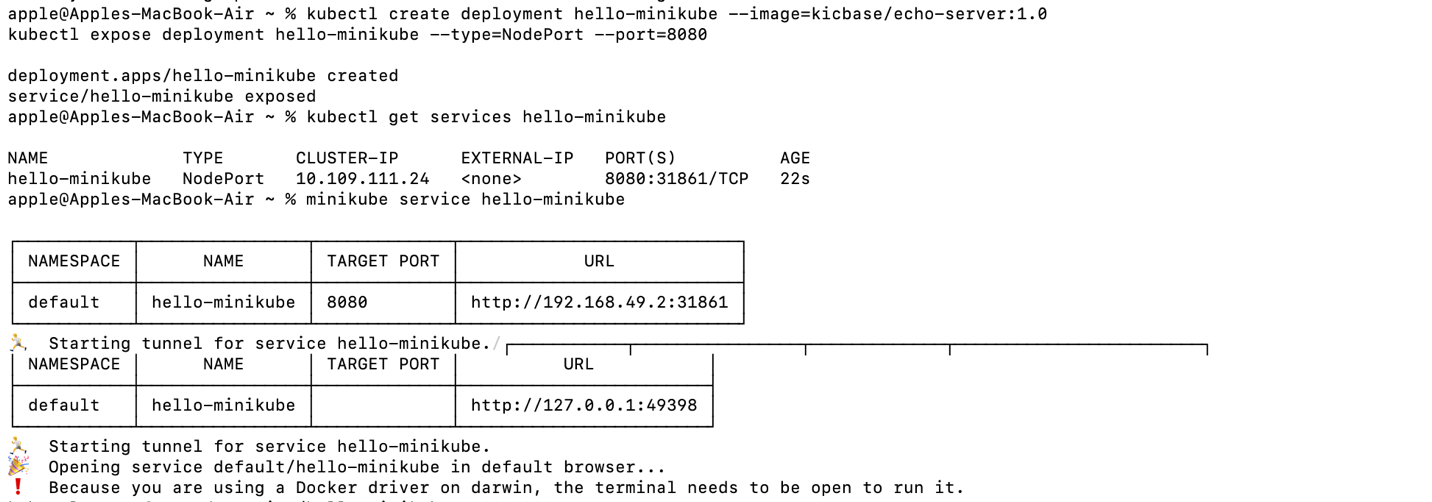 apple@Apples-MacBook-Air ~ % kubectl create deployment hello-minikube --image=kicbase/echo-server:1.0
kubectl expose deployment hello-minikube --type=NodePort --port=8080
deployment.apps/hello-minikube created
service/hello-minikube exposed
apple@Apples-MacBook-Air ~ % kubectl get services hello-minikube
NAME TYPE CLUSTER-IP EXTERNAL-IP PORT(S) AGE
hello-minikube NodePort 10.109.111.24 <none> 8080:31861/TCP 22s
apple@Apples-MacBook-Air ~ % minikube service hello-minikube
NAMESPACE NAME TARGET PORT URL
default hello-minikube 8080 http://192.168.49.2:31861
Starting tunnel for service hello-minikube./
NAMESPACE NAME TARGET PORT URL
default hello-minikube http://127.0.0.1:49398
Starting tunnel for service hello-minikube.
Opening service default/hello-minikube in default browser...
Because you are using a Docker driver on darwin, the terminal needs to be open to run it.